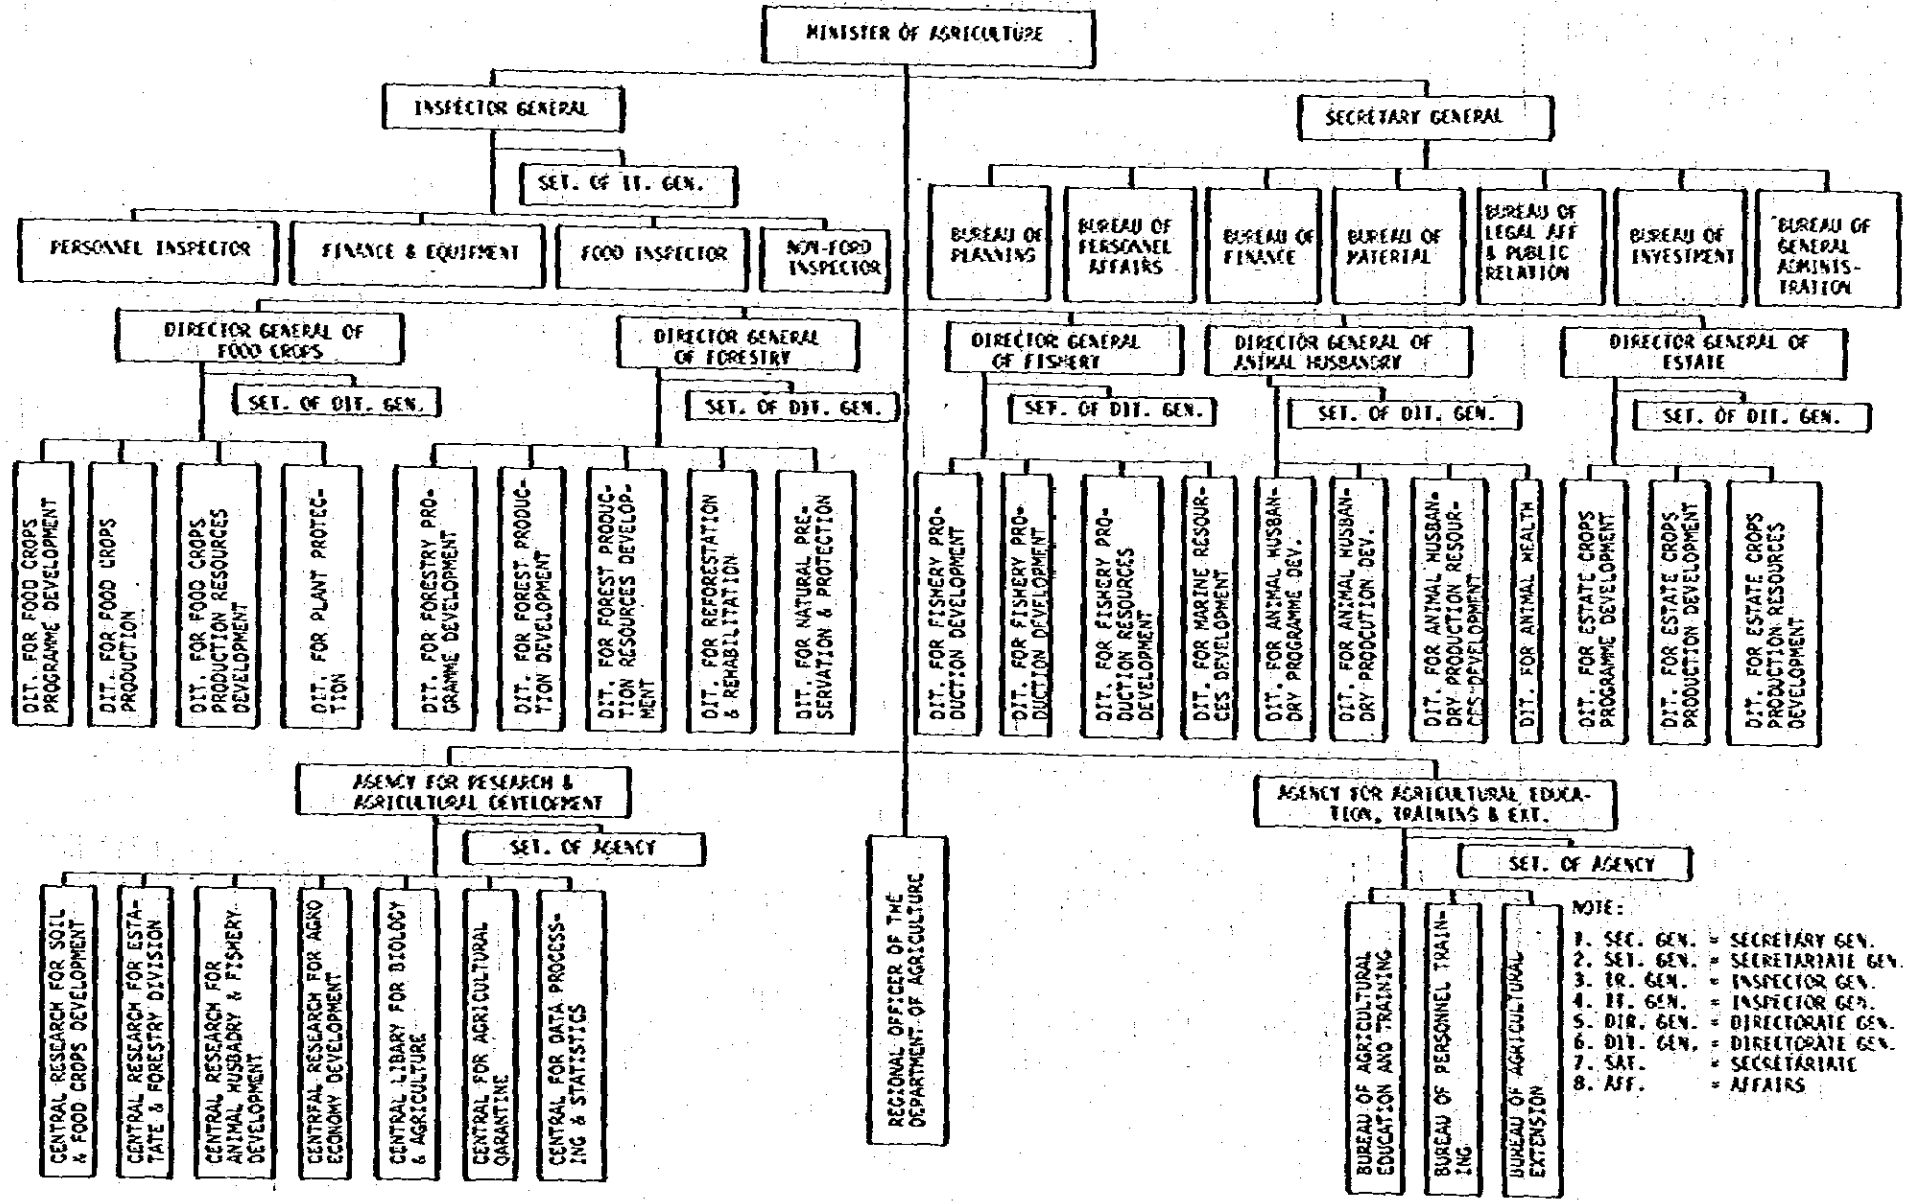 MINISTER OF AGRICULTURE
INSPECTOR GENERAL
SECRETARY GENERAL
SET. OF IT. GEN.
PERSONNEL INSPECTOR
FINANCE & EQUIPMENT
FOOD INSPECTOR
NON-FORD
INSPECTOR
BUREAU OF
PLANNING
BUREAU OF
PERSONNEL
AFFAIRS
BUREAU OF
FINANCE
BUREAU OF
MATERIAL
BUREAU OF
LEGAL AFF
& PUBLIC
RELATION
BUREAU OF
INVESTMENT
BUREAU OF
GENERAL
ADMINIS-
TRATION
DIRECTOR GENERAL OF
FOOD CROPS
DIRECTOR GENERAL
OF FORESTRY
DIRECTOR GENERAL
OF FISHERY
DIRECTOR GENERAL OF
ANIMAL HUSBANDRY
DIRECTOR GENERAL OF
ESTATE
SET. OF DIT. GEN.
SET. OF DIT. GEN.
SET. OF DIT. GEN.
SET. OF DIT. GEN.
SET. OF DIT. GEN.
DIT. FOR FOOD CROPS
PROGRAMME DEVELOPMENT
DIT. FOR FOOD CROPS
PRODUCTION
DIT. FOR FOOD CROPS
PRODUCTION RESOURCES
DEVELOPMENT
DIT. FOR PLANT PROTEC-
TION
DIT. FOR FORESTRY PRO-
GRAMME DEVELOPMENT
DIT. FOR FOREST PRODUC-
TION DEVELOPMENT
DIT. FOR FOREST PRODUC-
TION RESOURCES DEVELOP-
MENT
DIT. FOR REFORESTATION
& REHABILITATION
DIT. FOR NATURAL PRE-
SERVATION & PROTECTION
DIT. FOR FISHERY PRO-
DUCTION DEVELOPMENT
DIT. FOR FISHERY PRO-
DUCTION DEVELOPMENT
DIT. FOR FISHERY PRO-
DUCTION RESOURCES
DEVELOPMENT
DIT. FOR MARINE RESOUR-
CES DEVELOPMENT
DIT. FOR ANIMAL HUSBAN-
DRY PROGRAMME DEV.
DIT. FOR ANIMAL HUSBAN-
DRY PROCUTION DEV.
DIT. FOR ANIMAL HUSBAN-
DRY PRODUCTION RESOUR-
CES-DEVELOPMENT
DIT. FOR ANIMAL HEALTH
DIT. FOR ESTATE CROPS
PROGRAMME DEVELOPMENT
DIT. FOR ESTATE CROPS
PRODUCTION DEVELOPMENT
DIT. FOR ESTATE CROPS
PRODUCTION RESOURCES
DEVELOPMENT
AGENCY FOR RESEARCH &
AGRICULTURAL DEVELOPMENT
AGENCY FOR AGRICULTURAL EDUCA-
TION, TRAINING & EXT.
SET. OF AGENCY
SET. OF AGENCY
CENTRAL RESEARCH FOR SOIL
& FOOD CROPS DEVELOPMENT
CENTRAL RESEARCH FOR ESTA-
TATE & FORESTRY DIVISION
CENTRAL RESEARCH FOR
ANIMAL HUSBADRY & FISHERY
DEVELOPMENT
CENTRFAL RESEARCH FOR AGRO
ECONOMY DEVELOPMENT
CENTRAL LIBARY FOR BIOLOGY
& AGRICULTURE
CENTRAL FOR AGRICULTURAL
QARANTINE
CENTRAL FOR DATA PROCESS-
ING & STATISTICS
REGIONAL OFFICER OF THE
DEPARTMENT OF AGRICULTURE
BUREAU OF AGRICULTURAL
EDUCATION AND TRAINING
BUREAU OF PERSONNEL TRAIN-
ING
BUREAU OF AGRICULTURAL
EXTENSION
NOTE:
1. SEC. GEN. = SECRETARY GEN.
2. SET. GEN. = SECRETARIATE GEN.
3. IR. GEN. = INSPECTOR GEN.
4. IT. GEN. = INSPECTOR GEN.
5. DIR. GEN. = DIRECTORATE GEN.
6. DIT. GEN. = DIRECTORATE GEN.
7. SAT. = SECRETARIATE
8. AFF. = AFFAIRS